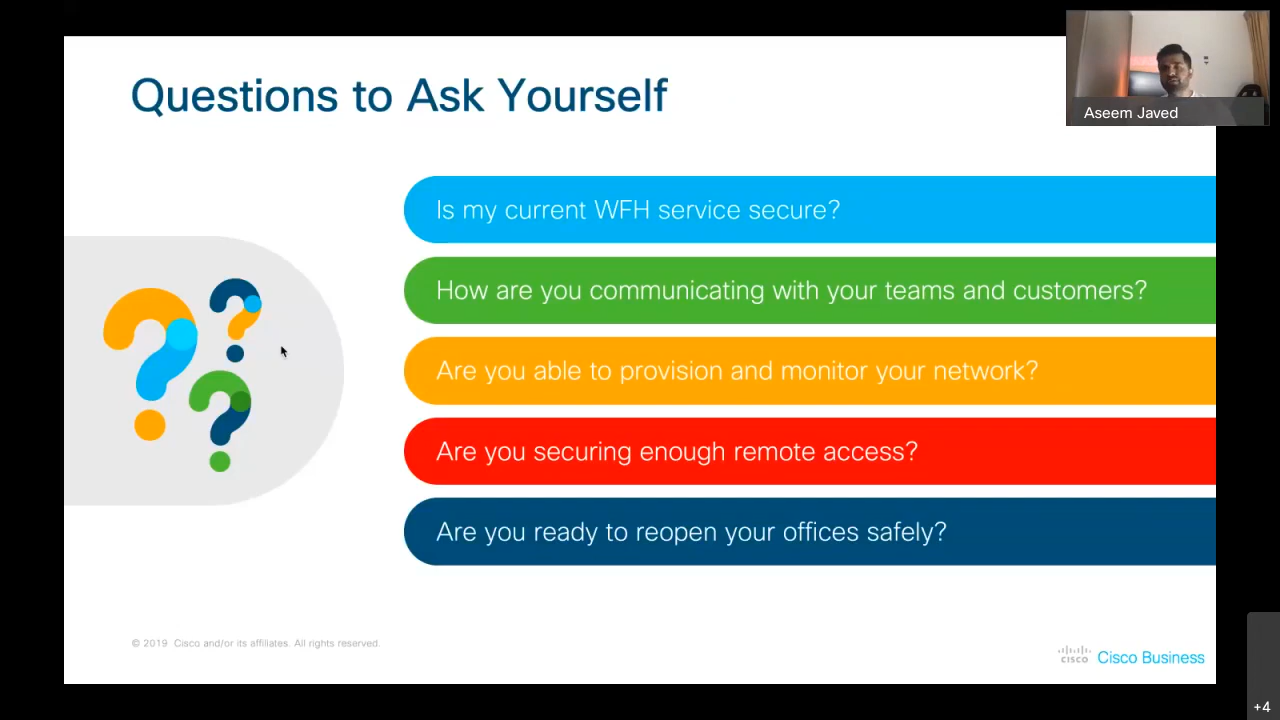 Questions to Ask Yourself
Aseem Javed
Is my current WFH service secure?
How are you communicating with your teams and customers?
Are you able to provision and monitor your network?
Are you securing enough remote access?
Are you ready to reopen your offices safely?
© 2019 Cisco and/or its affiliates. All rights reserved.
CISCO Cisco Business
+4